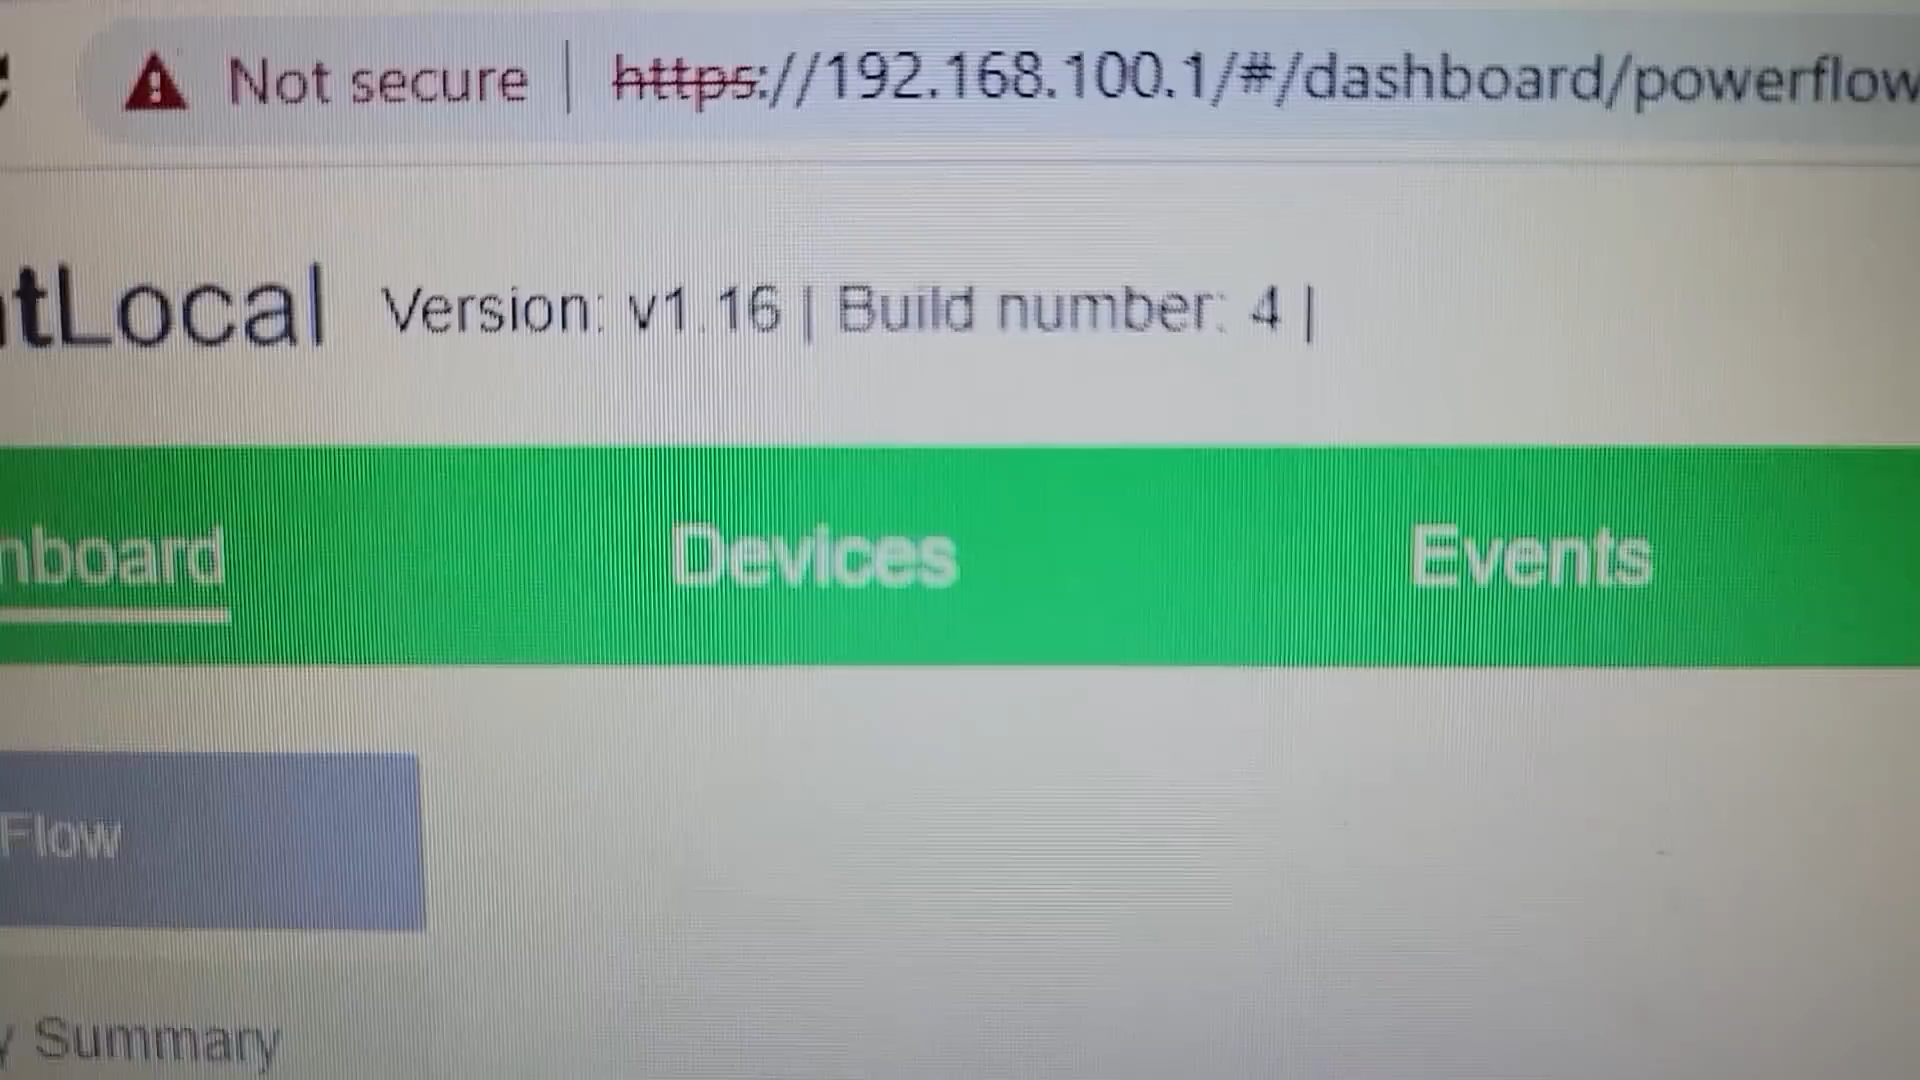 Not secure | https://192.168.100.1/#/dashboard/powerflow
tLocal Version: v1.16 | Build number: 4 |
board Devices Events
Flow
Summary